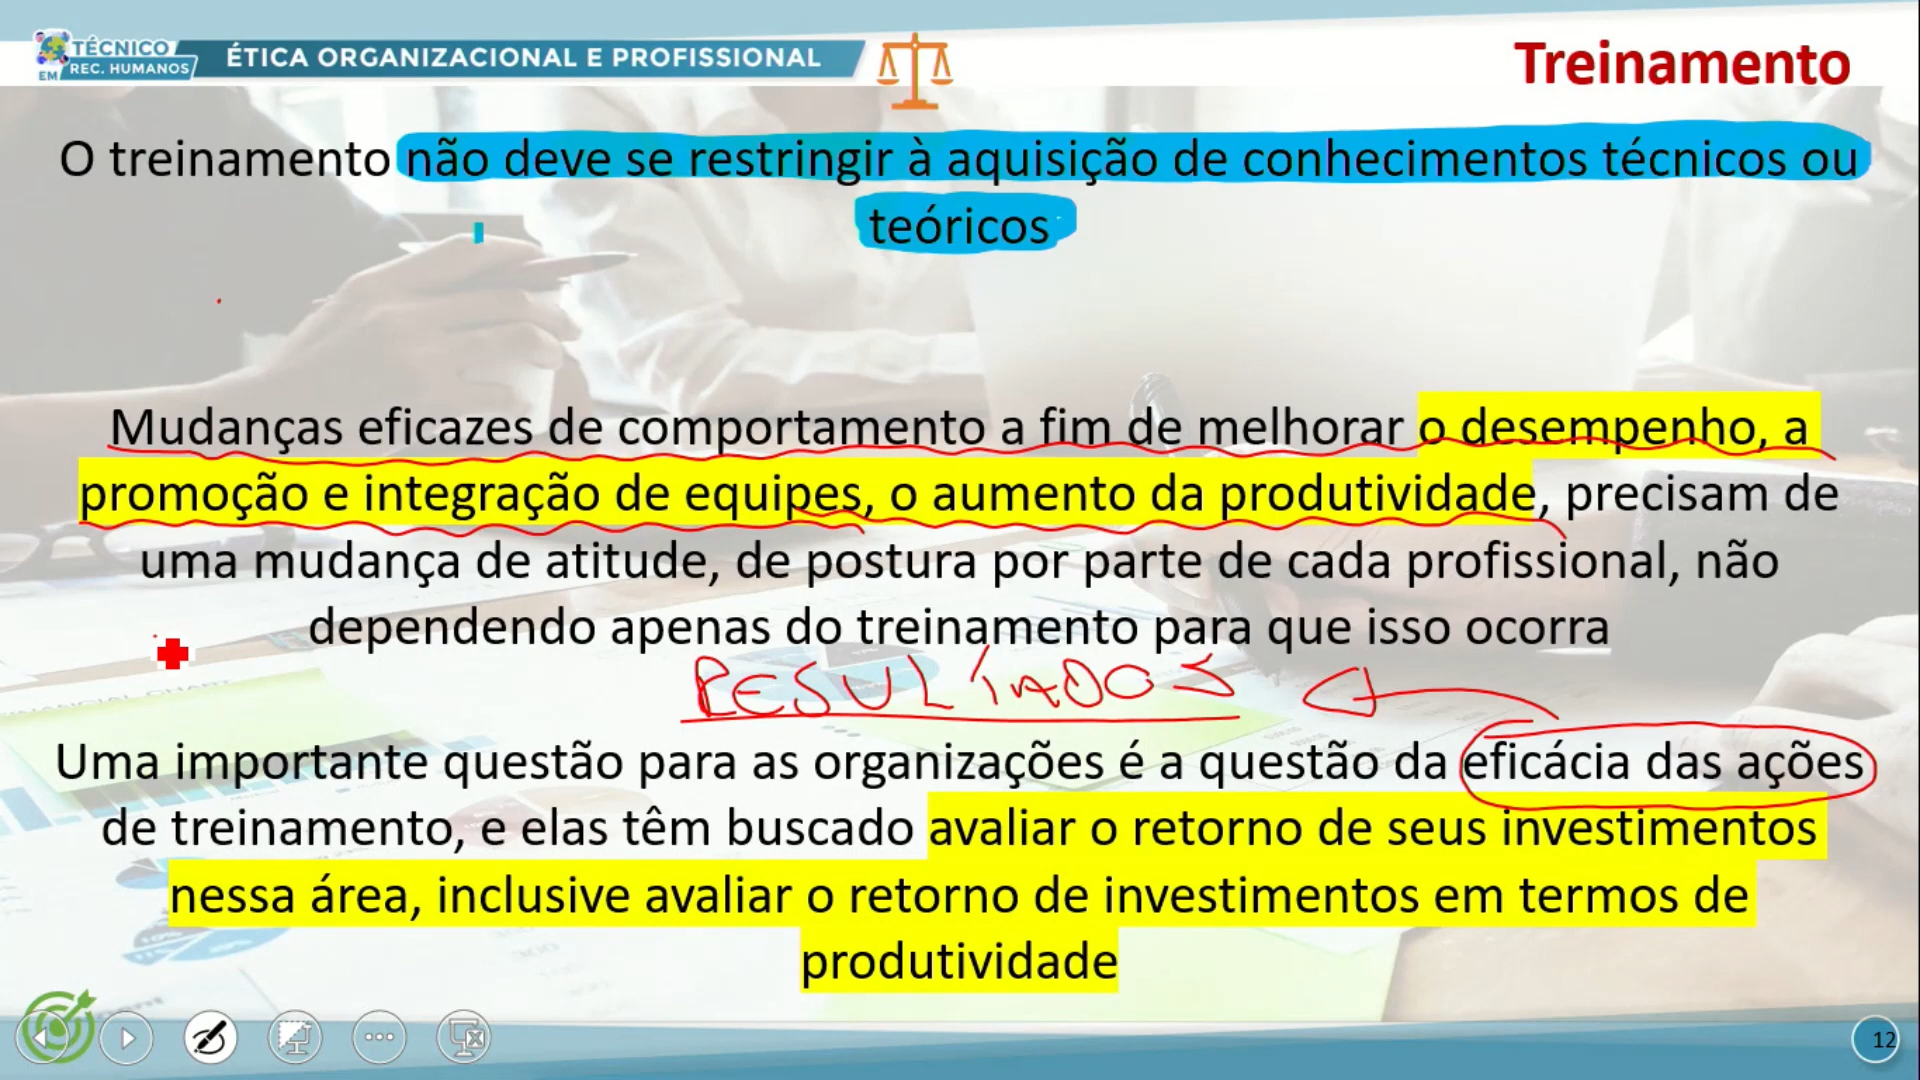 TÉCNICO
EM REC. HUMANOS
ÉTICA ORGANIZACIONAL E PROFISSIONAL
Treinamento
O treinamento não deve se restringir à aquisição de conhecimentos técnicos ou
teóricos
Mudanças eficazes de comportamento a fim de melhorar o desempenho, a
promoção e integração de equipes, o aumento da produtividade, precisam de
uma mudança de atitude, de postura por parte de cada profissional, não
dependendo apenas do treinamento para que isso ocorra
RESULTADOS
Uma importante questão para as organizações é a questão da eficácia das ações
de treinamento, e elas têm buscado avaliar o retorno de seus investimentos
nessa área, inclusive avaliar o retorno de investimentos em termos de
produtividade
12